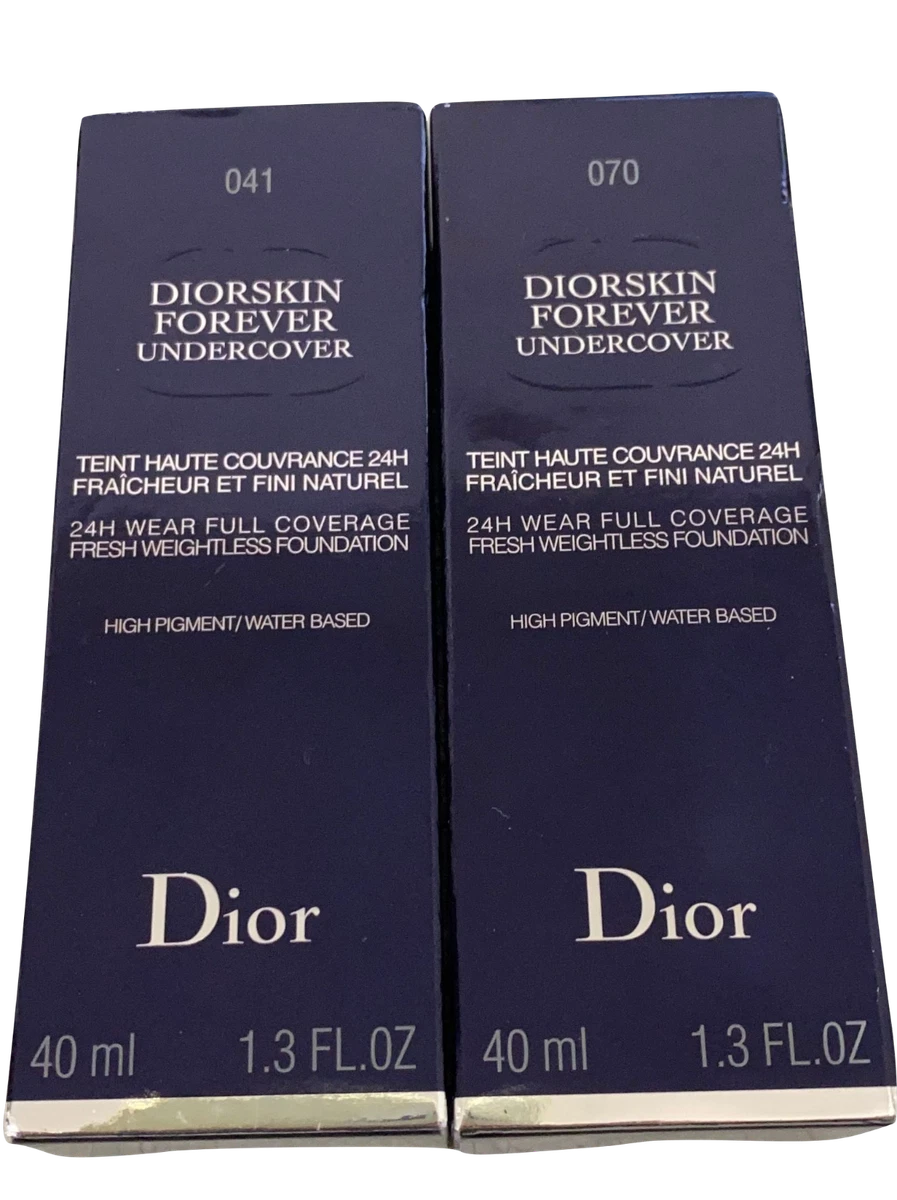 041
DIORSKIN
FOREVER
UNDERCOVER
TEINT HAUTE COUVRANCE 24H
FRAÎCHEUR ET FINI NATUREL
24H WEAR FULL COVERAGE
FRESH WEIGHTLESS FOUNDATION
HIGH PIGMENT/WATER BASED
Dior
40 ml 1.3 FL.OZ
070
DIORSKIN
FOREVER
UNDERCOVER
TEINT HAUTE COUVRANCE 24H
FRAÎCHEUR ET FINI NATUREL
24H WEAR FULL COVERAGE
FRESH WEIGHTLESS FOUNDATION
HIGH PIGMENT/WATER BASED
Dior
40 ml 1.3 FL.OZ